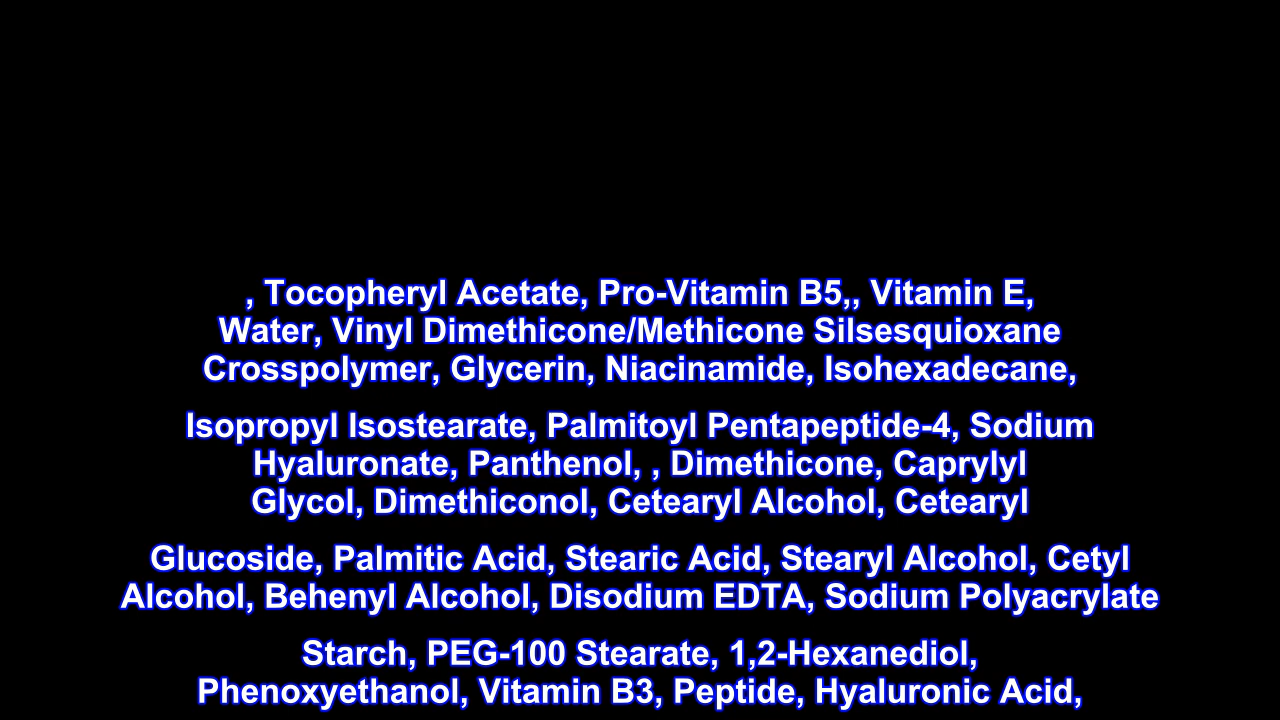 , Tocopheryl Acetate, Pro-Vitamin B5,, Vitamin E,
Water, Vinyl Dimethicone/Methicone Silsesquioxane
Crosspolymer, Glycerin, Niacinamide, Isohexadecane,
Isopropyl Isostearate, Palmitoyl Pentapeptide-4, Sodium
Hyaluronate, Panthenol, , Dimethicone, Caprylyl
Glycol, Dimethiconol, Cetearyl Alcohol, Cetearyl
Glucoside, Palmitic Acid, Stearic Acid, Stearyl Alcohol, Cetyl
Alcohol, Behenyl Alcohol, Disodium EDTA, Sodium Polyacrylate
Starch, PEG-100 Stearate, 1,2-Hexanediol,
Phenoxyethanol, Vitamin B3, Peptide, Hyaluronic Acid,